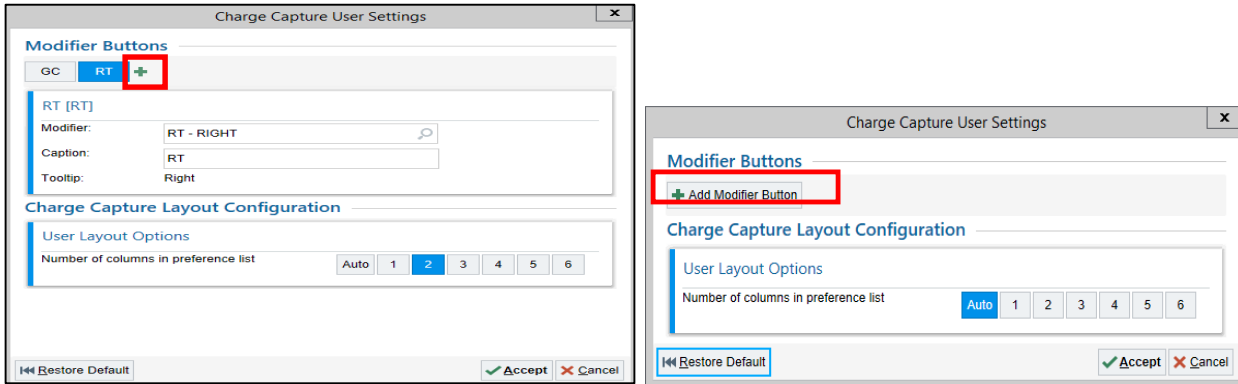 Charge Capture User Settings x
Modifier Buttons
GC RT
RT [RT]
Modifier: RT - RIGHT
Caption: RT
Tooltip: Right
Charge Capture Layout Configuration
User Layout Options
Number of columns in preference list Auto 1 2 3 4 5 6
Restore Default Accept Cancel
Charge Capture User Settings x
Modifier Buttons
Add Modifier Button
Charge Capture Layout Configuration
User Layout Options
Number of columns in preference list Auto 1 2 3 4 5 6
Restore Default Accept Cancel